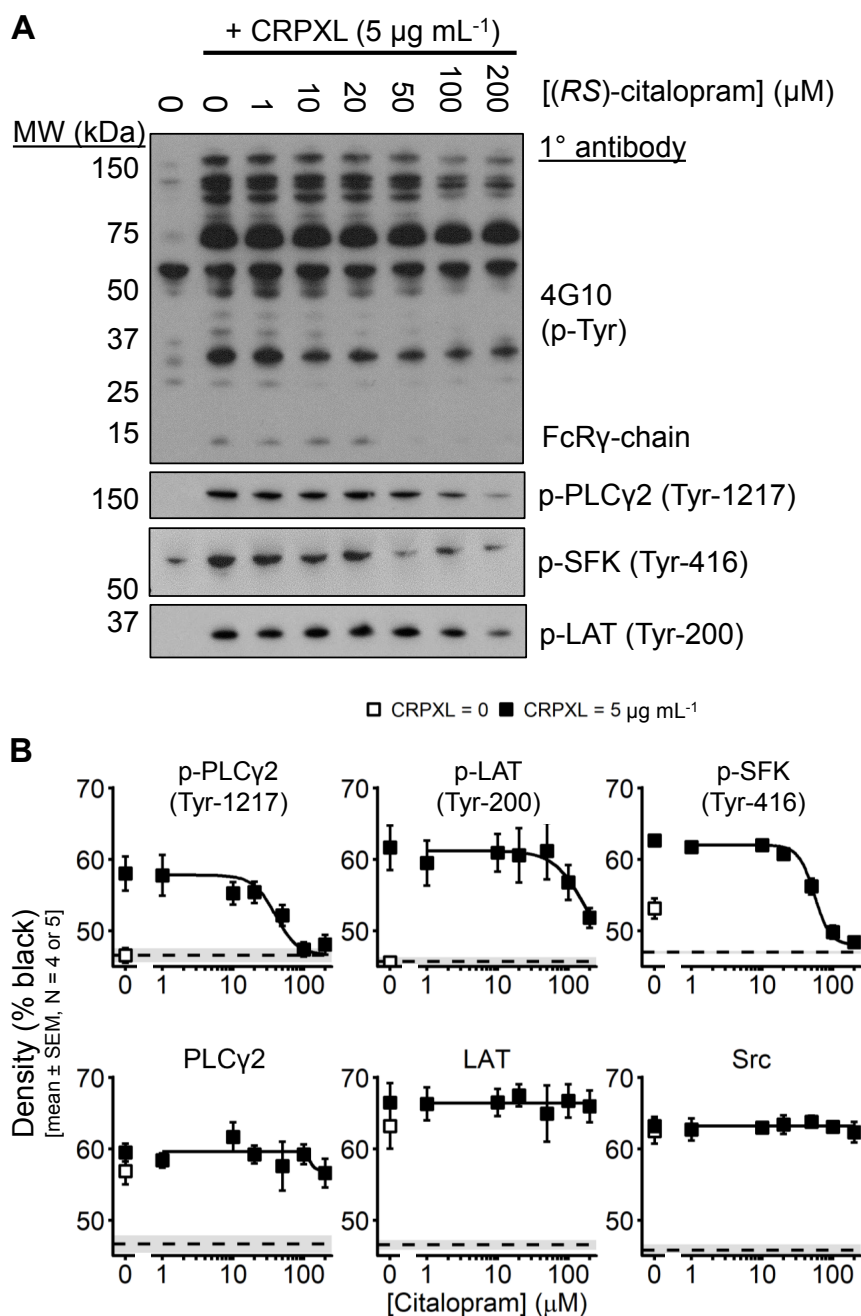 A
+ CRPXL (5 µg mL-1)
0 0 1 10 20 50 100 200
[(RS)-citalopram] (µM)
MW (kDa)
1° antibody
150
75
50
4G10
(p-Tyr)
37
25
15
FcRγ-chain
150
p-PLCγ2 (Tyr-1217)
p-SFK (Tyr-416)
50
37
p-LAT (Tyr-200)
CRPXL = 0 CRPXL = 5 µg mL-1
B
Density (% black)
[mean ± SEM, N = 4 or 5]
p-PLCγ2
(Tyr-1217)
70
60
50
0 1 10 100
p-LAT
(Tyr-200)
70
60
50
0 1 10 100
p-SFK
(Tyr-416)
70
60
50
0 1 10 100
PLCγ2
70
60
50
0 1 10 100
LAT
70
60
50
0 1 10 100
Src
70
60
50
0 1 10 100
[Citalopram] (µM)